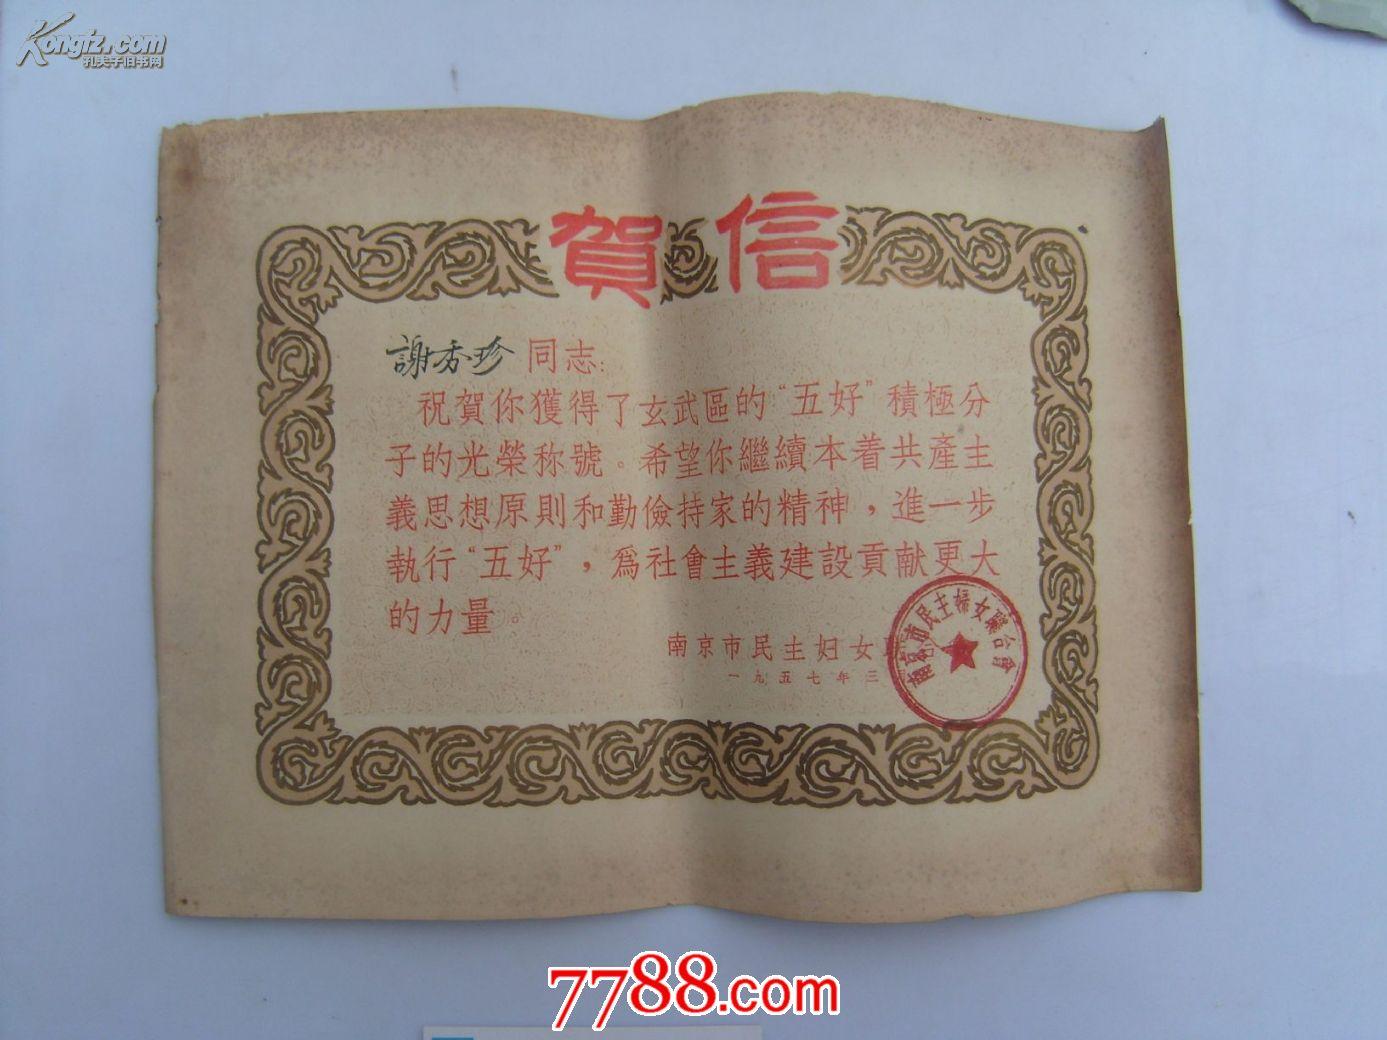 Kongfz.com
孔夫子旧书网
賀信
謝香珍 同志：
祝賀你獲得了玄武區的“五好”積極分
子的光榮称號。希望你繼續本着共產主
義思想原則和勤儉持家的精神，進一步
執行“五好”，爲社會主義建設貢献更大
的力量。
南京市民主妇女
一九五七年三
南京市民主婦女聯合會
7788.com